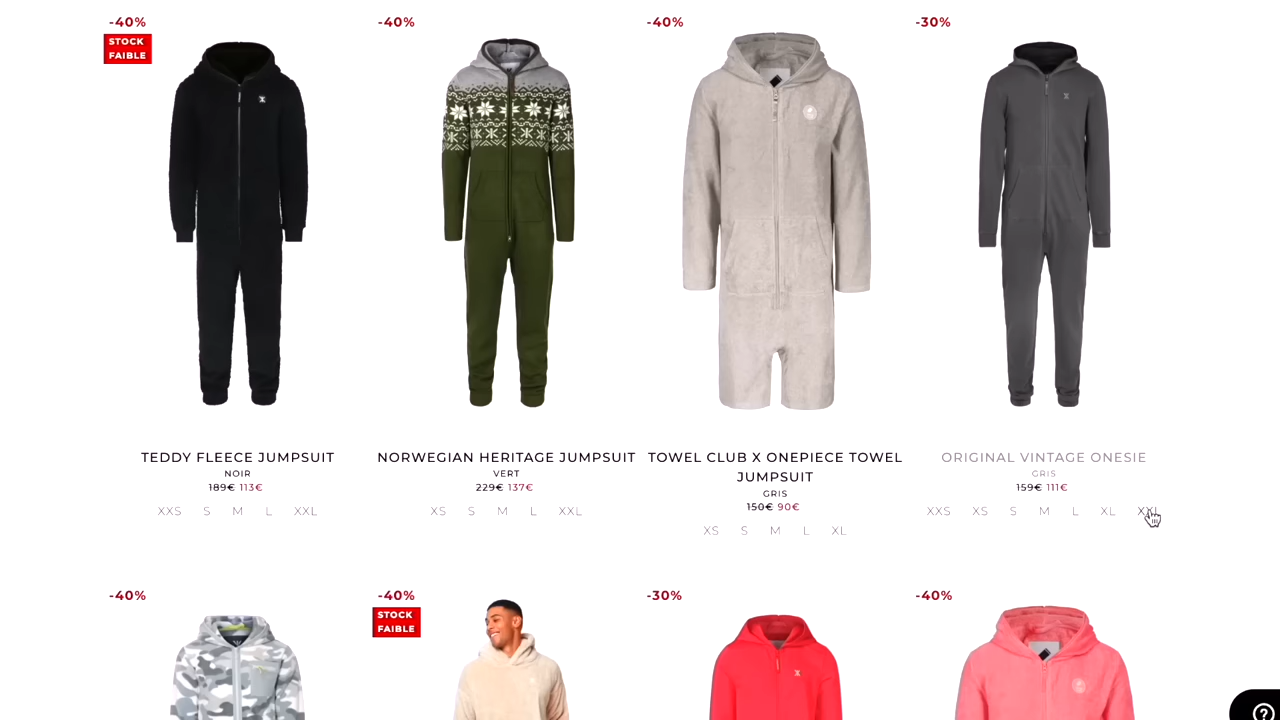 -40%
-40%
-40%
-30%
STOCK
FAIBLE
TEDDY FLEECE JUMPSUIT
NOIR
189€ 113€
XXS S M L XXL
NORWEGIAN HERITAGE JUMPSUIT
VERT
229€ 137€
XS S M L XXL
TOWEL CLUB X ONEPIECE TOWEL
JUMPSUIT
GRIS
150€ 90€
XS S M L XL
ORIGINAL VINTAGE ONESIE
GRIS
159€ 111€
XXS XS S M L XL XXL
-40%
-40%
STOCK
FAIBLE
-30%
-40%
?